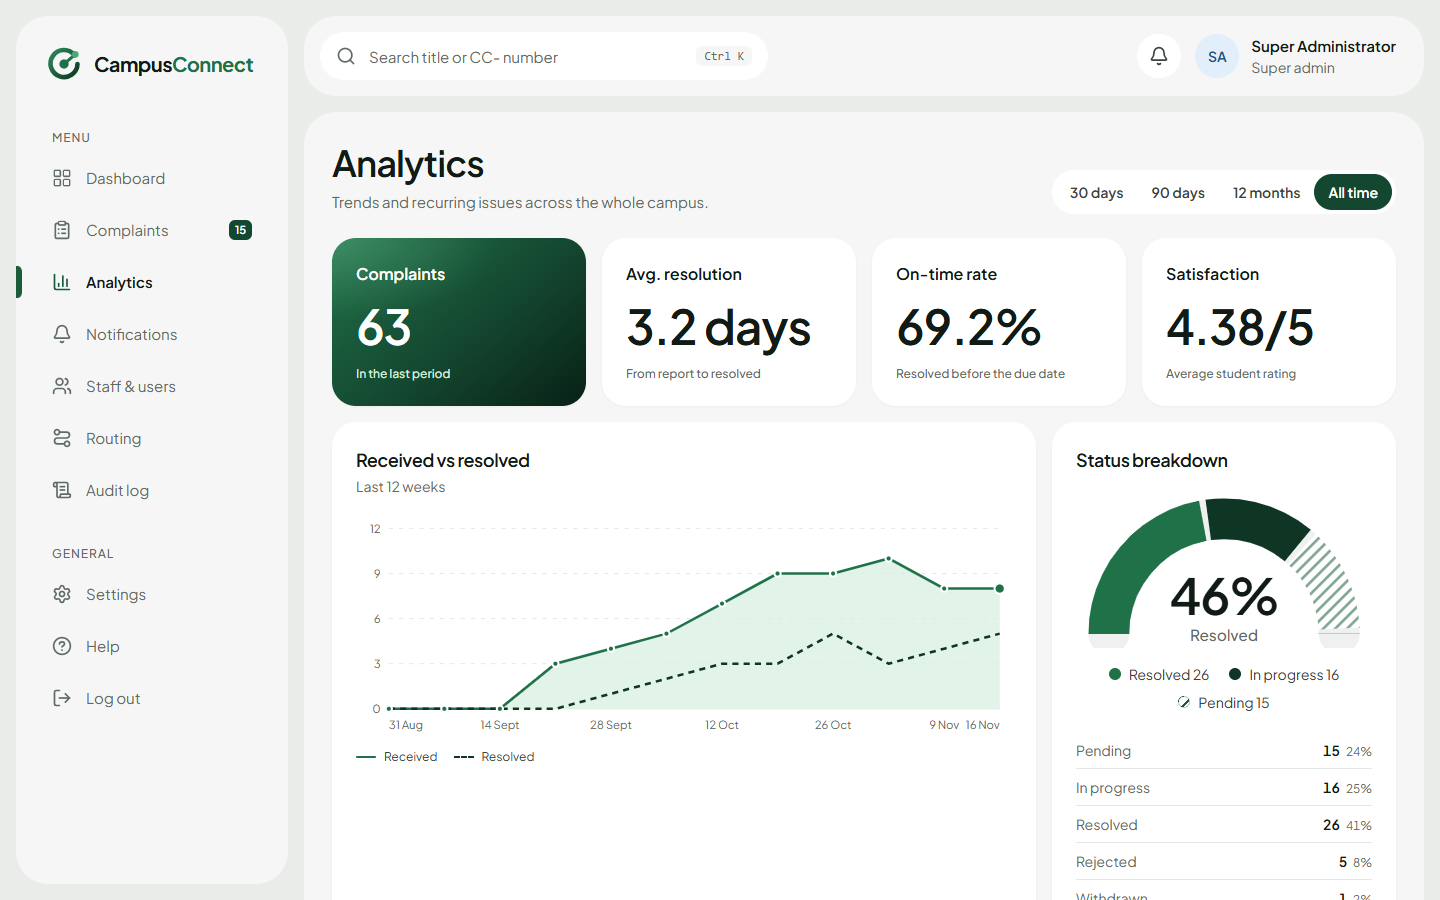 CampusConnect
Search title or CC- number
Ctrl K
SA
Super Administrator
Super admin
MENU
Dashboard
Complaints 15
Analytics
Notifications
Staff & users
Routing
Audit log
GENERAL
Settings
Help
Log out
Analytics
Trends and recurring issues across the whole campus.
30 days 90 days 12 months All time
Complaints
63
In the last period
Avg. resolution
3.2 days
From report to resolved
On-time rate
69.2%
Resolved before the due date
Satisfaction
4.38/5
Average student rating
Received vs resolved
Last 12 weeks
12
9
6
3
0
31 Aug 14 Sept 28 Sept 12 Oct 26 Oct 9 Nov 16 Nov
Received Resolved
Status breakdown
46%
Resolved
Resolved 26 In progress 16
Pending 15
Pending 15 24%
In progress 16 25%
Resolved 26 41%
Rejected 5 8%
Withdrawn 1 2%